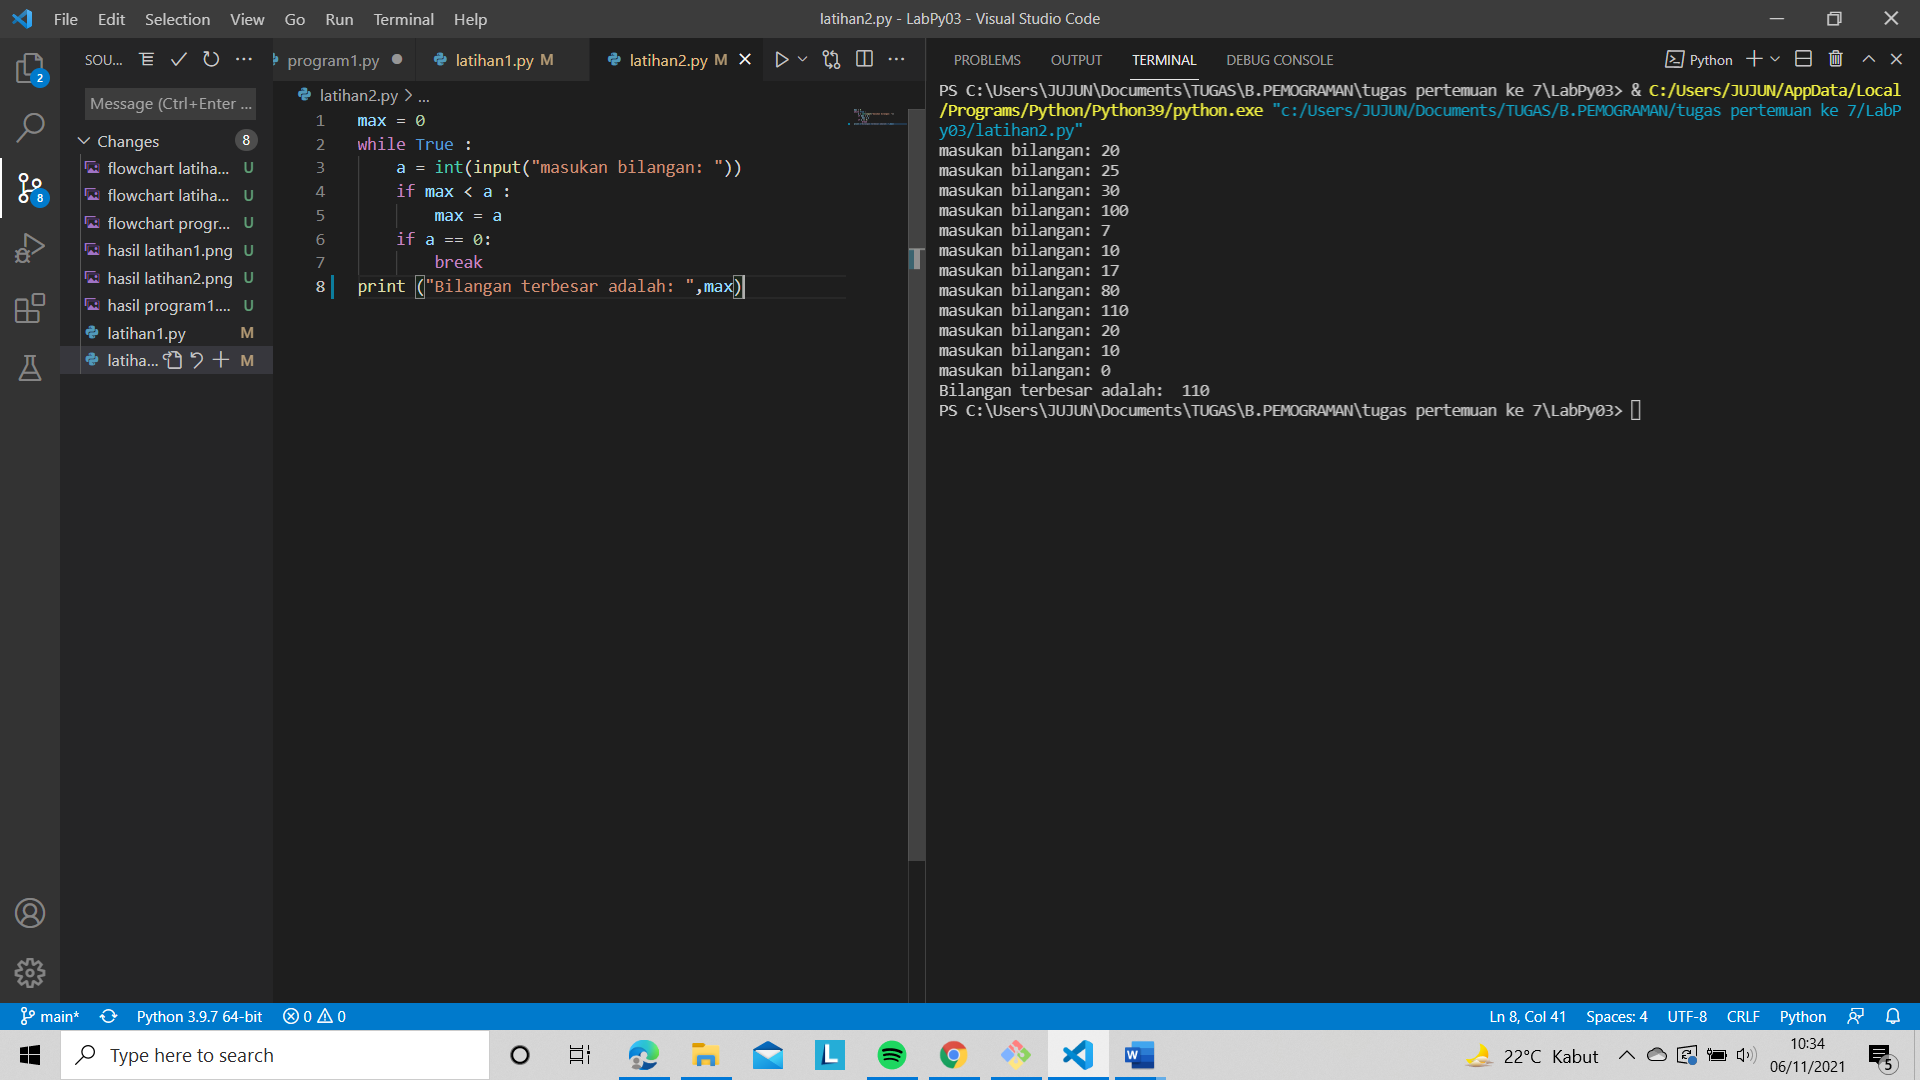 File Edit Selection View Go Run Terminal Help
latihan2.py - LabPy03 - Visual Studio Code
SOU...
program1.py
latihan1.py M
latihan2.py M
2
8
Message (Ctrl+Enter ...
Changes 8
flowchart latiha... U
flowchart latiha... U
flowchart progr... U
hasil latihan1.png U
hasil latihan2.png U
hasil program1.... U
latihan1.py M
latiha... M
latihan2.py > ...
1 max = 0
2 while True :
3 a = int(input("masukan bilangan: "))
4 if max < a :
5 max = a
6 if a == 0:
7 break
8 print ("Bilangan terbesar adalah: ",max)
PROBLEMS OUTPUT TERMINAL DEBUG CONSOLE
Python
PS C:\Users\JUJUN\Documents\TUGAS\B.PEMOGRAMAN\tugas pertemuan ke 7\LabPy03> & C:/Users/JUJUN/AppData/Local
/Programs/Python/Python39/python.exe "c:/Users/JUJUN/Documents/TUGAS/B.PEMOGRAMAN/tugas pertemuan ke 7/LabP
y03/latihan2.py"
masukan bilangan: 20
masukan bilangan: 25
masukan bilangan: 30
masukan bilangan: 100
masukan bilangan: 7
masukan bilangan: 10
masukan bilangan: 17
masukan bilangan: 80
masukan bilangan: 110
masukan bilangan: 20
masukan bilangan: 10
masukan bilangan: 0
Bilangan terbesar adalah:  110
PS C:\Users\JUJUN\Documents\TUGAS\B.PEMOGRAMAN\tugas pertemuan ke 7\LabPy03>
main* Python 3.9.7 64-bit 0 0
Ln 8, Col 41 Spaces: 4 UTF-8 CRLF Python
Type here to search
L
W
22°C Kabut
10:34
06/11/2021
5